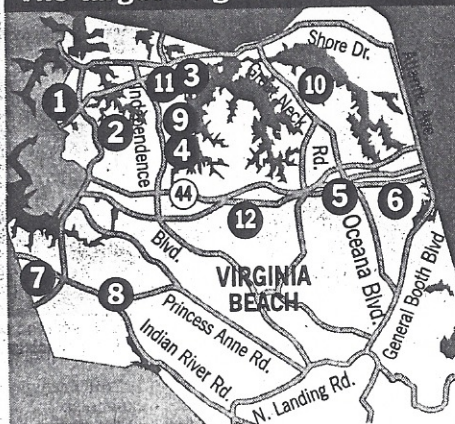 Shore Dr.
Atlantic Ave.
11
3
10
1
Independence
Great Neck
2
9
4
Rd.
44
5
6
12
Blvd.
Oceana Blvd.
VIRGINIA
BEACH
General Booth Blvd
7
8
Princess Anne Rd.
Indian River Rd.
N. Landing Rd.